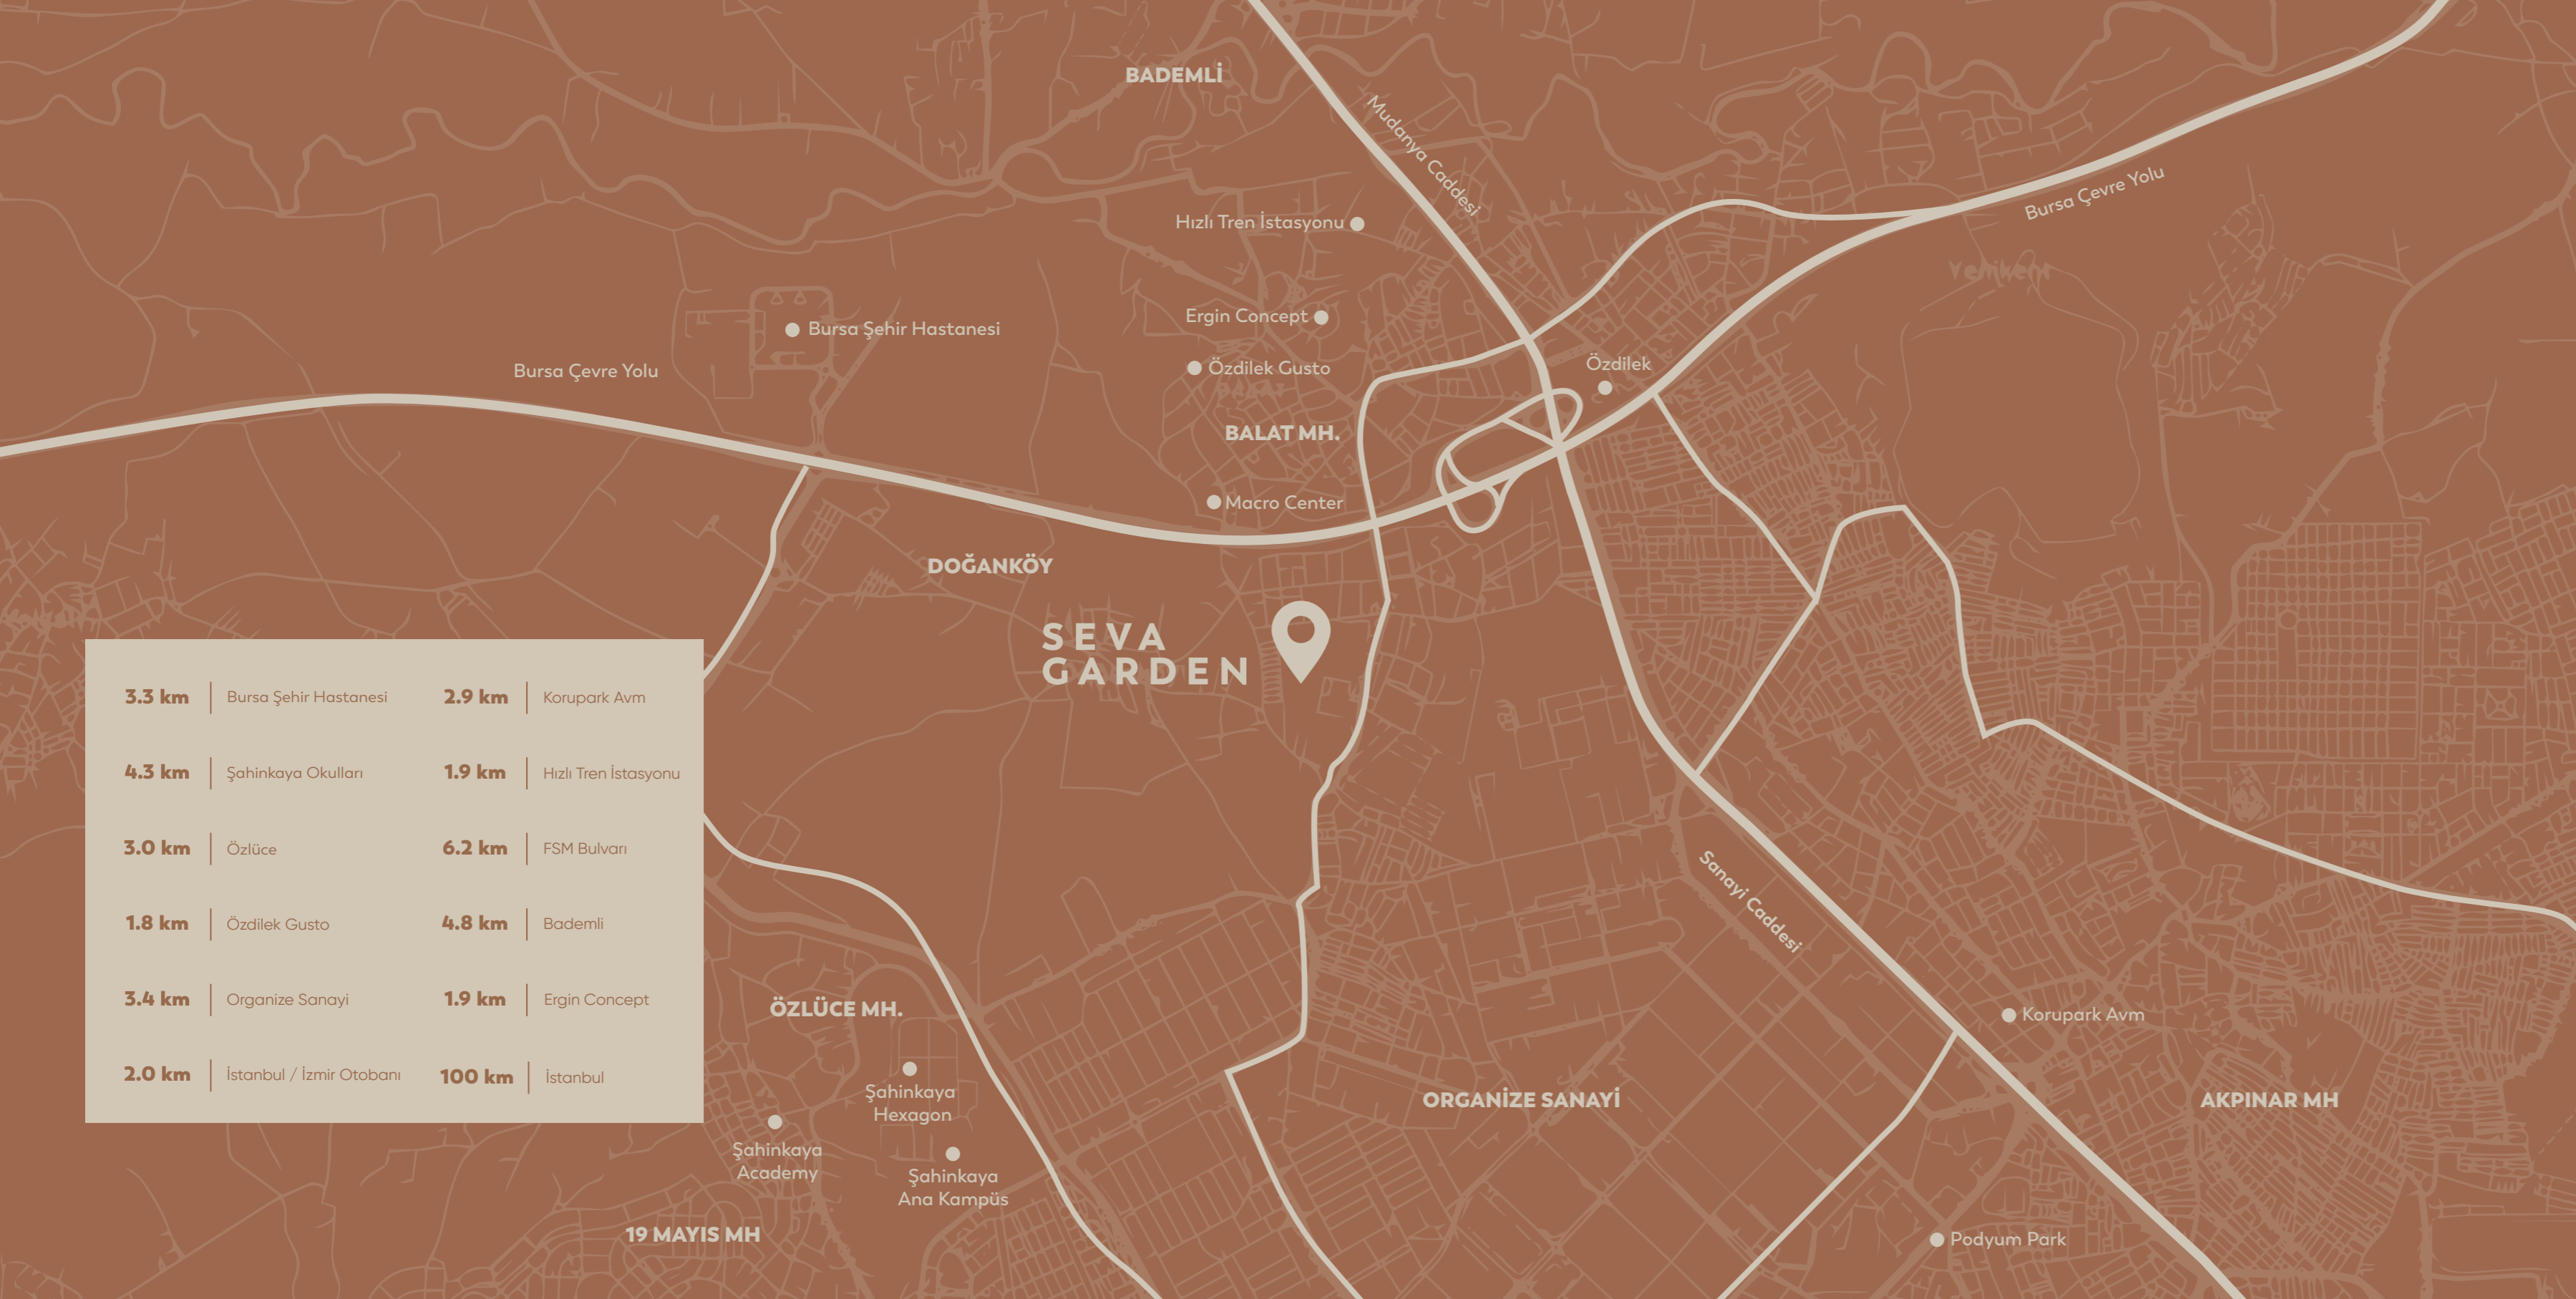 BADEMLİ
Mudanya Caddesi
Bursa Çevre Yolu
Hızlı Tren İstasyonu
Yenikent
Ergin Concept
Bursa Şehir Hastanesi
Özdilek Gusto
Özdilek
Bursa Çevre Yolu
BALAT MH.
Macro Center
DOĞANKÖY
SEVA
GARDEN
3.3 km Bursa Şehir Hastanesi
4.3 km Şahinkaya Okulları
3.0 km Özlüce
1.8 km Özdilek Gusto
3.4 km Organize Sanayi
2.0 km İstanbul / İzmir Otobanı
2.9 km Korupark Avm
1.9 km Hızlı Tren İstasyonu
6.2 km FSM Bulvarı
4.8 km Bademli
1.9 km Ergin Concept
100 km İstanbul
Sanayi Caddesi
ÖZLÜCE MH.
Korupark Avm
Şahinkaya
Hexagon
ORGANİZE SANAYİ
AKPINAR MH
Şahinkaya
Academy
Şahinkaya
Ana Kampüs
19 MAYIS MH
Podyum Park